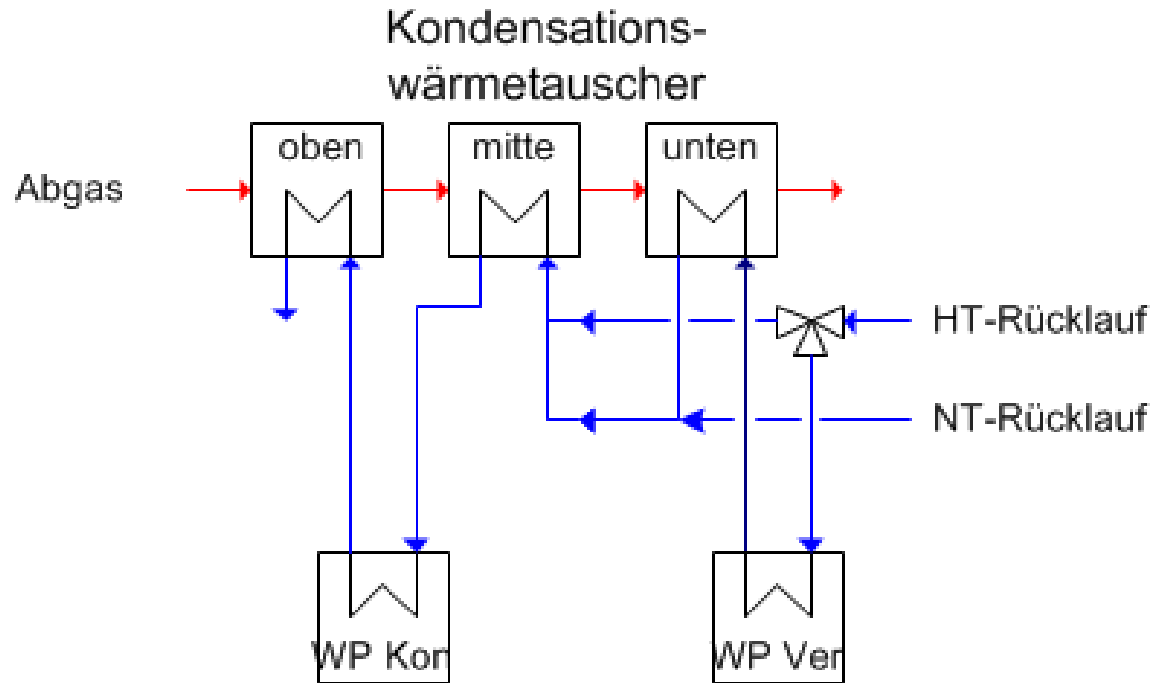 Kondensations-
wärmetauscher
oben
mitte
unten
Abgas
HT-Rücklauf
NT-Rücklauf
WP Kon
WP Ver